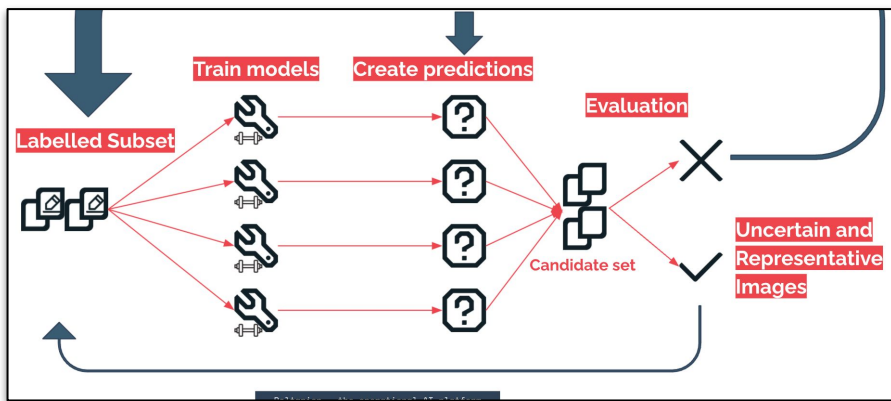 Train models
Create predictions
Evaluation
Labelled Subset
?
?
?
?
Candidate set
Uncertain and
Representative
Images